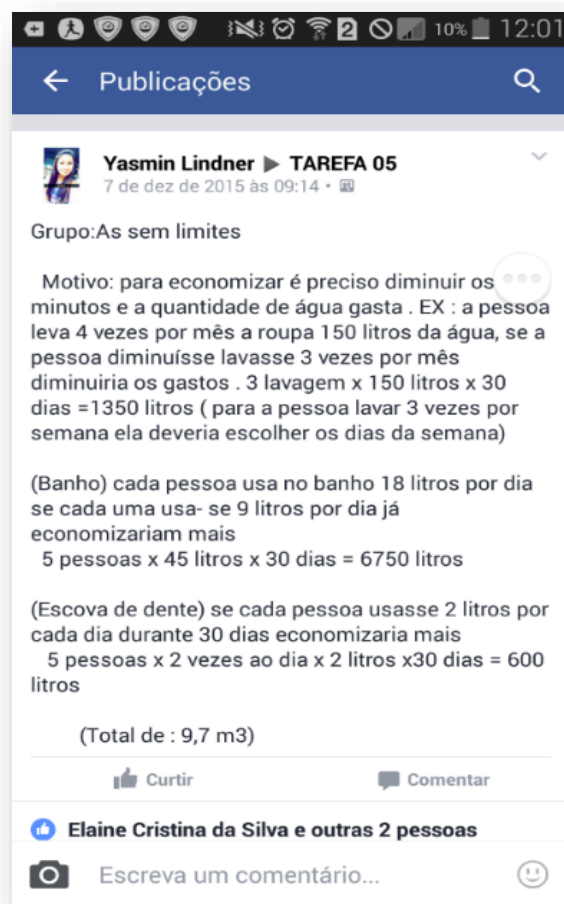 2 10% 12:01
Publicações
Yasmin Lindner ▶ TAREFA 05
7 de dez de 2015 às 09:14 •
Grupo:As sem limites
Motivo: para economizar é preciso diminuir os
minutos e a quantidade de água gasta . EX : a pessoa
leva 4 vezes por mês a roupa 150 litros da água, se a
pessoa diminuísse lavasse 3 vezes por mês
diminuiria os gastos . 3 lavagem x 150 litros x 30
dias =1350 litros ( para a pessoa lavar 3 vezes por
semana ela deveria escolher os dias da semana)
(Banho) cada pessoa usa no banho 18 litros por dia
se cada uma usa- se 9 litros por dia já
economizariam mais
5 pessoas x 45 litros x 30 dias = 6750 litros
(Escova de dente) se cada pessoa usasse 2 litros por
cada dia durante 30 dias economizaria mais
5 pessoas x 2 vezes ao dia x 2 litros x30 dias = 600
litros
(Total de : 9,7 m3)
Curtir Comentar
Elaine Cristina da Silva e outras 2 pessoas
Escreva um comentário...